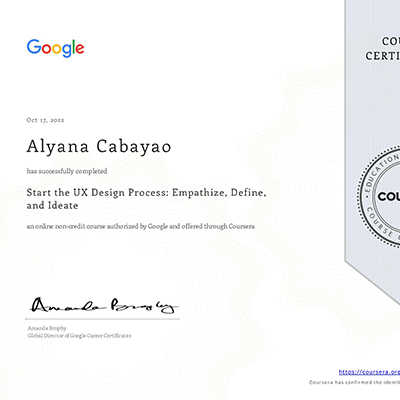 Google
COU
CERTIF
Oct 17, 2022
Alyana Cabayao
has successfully completed
Start the UX Design Process: Empathize, Define,
and Ideate
an online non-credit course authorized by Google and offered through Coursera
EDUCATION
COU
COURSE
Amanda Brophy
Amanda Brophy
Global Director of Google Career Certificates
https://coursera.org
Coursera has confirmed the identi